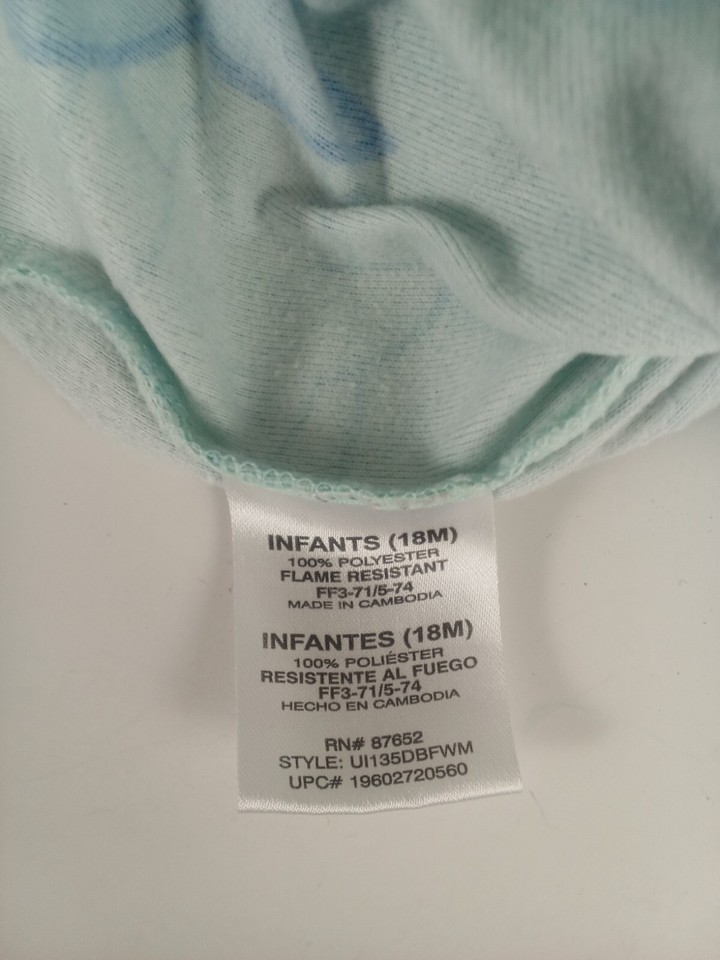 INFANTS (18M)
100% POLYESTER
FLAME RESISTANT
FF3-71/5-74
MADE IN CAMBODIA
INFANTES (18M)
100% POLIÉSTER
RESISTENTE AL FUEGO
FF3-71/5-74
HECHO EN CAMBODIA
RN# 87652
STYLE: UI135DBFWM
UPC# 19602720560